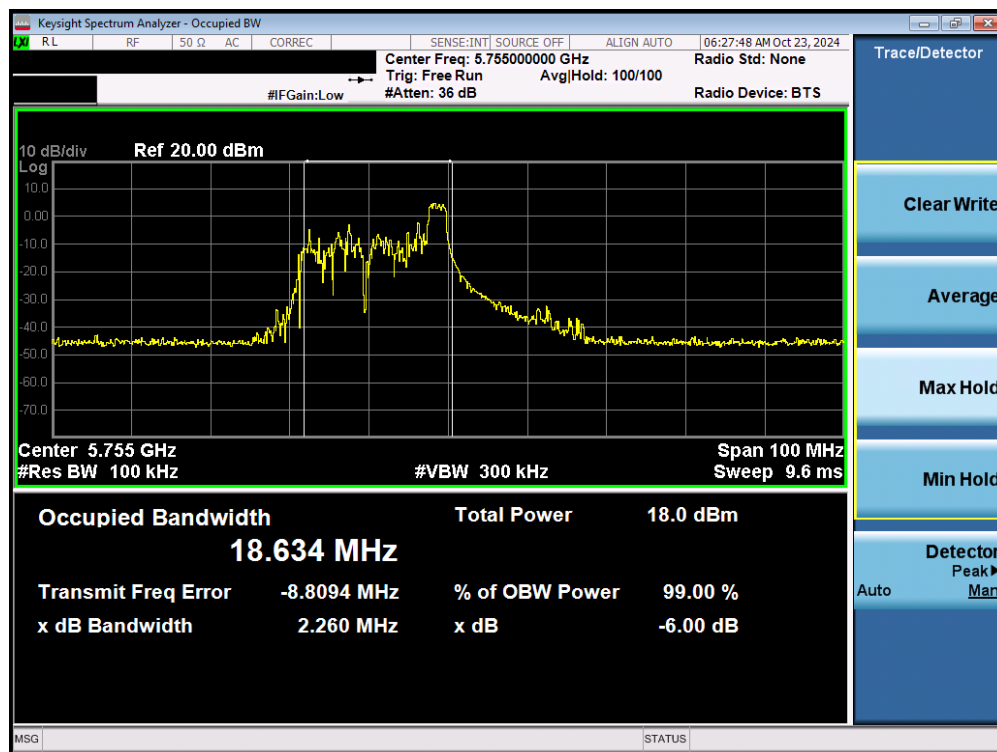 Keysight Spectrum Analyzer - Occupied BW
LXI RL RF 50 Ω AC CORREC SENSE:INT SOURCE OFF ALIGN AUTO 06:27:48 AM Oct 23, 2024
Center Freq: 5.755000000 GHz Radio Std: None
Trig: Free Run Avg|Hold: 100/100
#IFGain:Low #Atten: 36 dB Radio Device: BTS
10 dB/div Ref 20.00 dBm
Log
10.0
0.00
-10.0
-20.0
-30.0
-40.0
-50.0
-60.0
-70.0
Center 5.755 GHz Span 100 MHz
#Res BW 100 kHz #VBW 300 kHz Sweep 9.6 ms
Occupied Bandwidth Total Power 18.0 dBm
18.634 MHz
Transmit Freq Error -8.8094 MHz % of OBW Power 99.00 %
x dB Bandwidth 2.260 MHz x dB -6.00 dB
MSG STATUS
Trace/Detector
Clear Write
Average
Max Hold
Min Hold
Detector
Peak▶
Auto Man